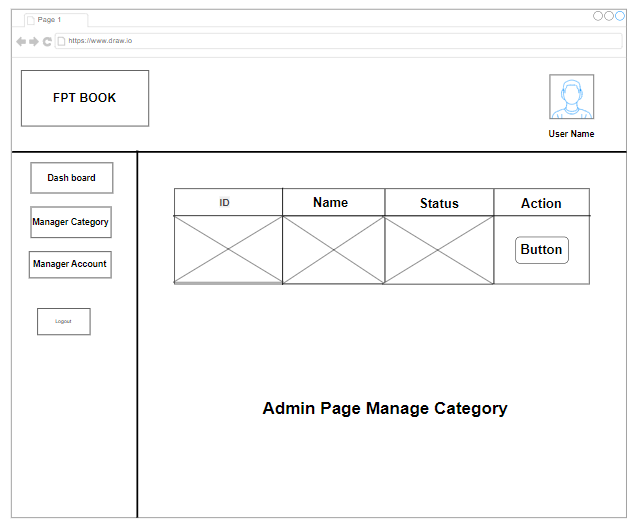 Page 1
https://www.draw.io
FPT BOOK
User Name
Dash board
Manager Category
Manager Account
Logout
ID
Name
Status
Action
Button
Admin Page Manage Category